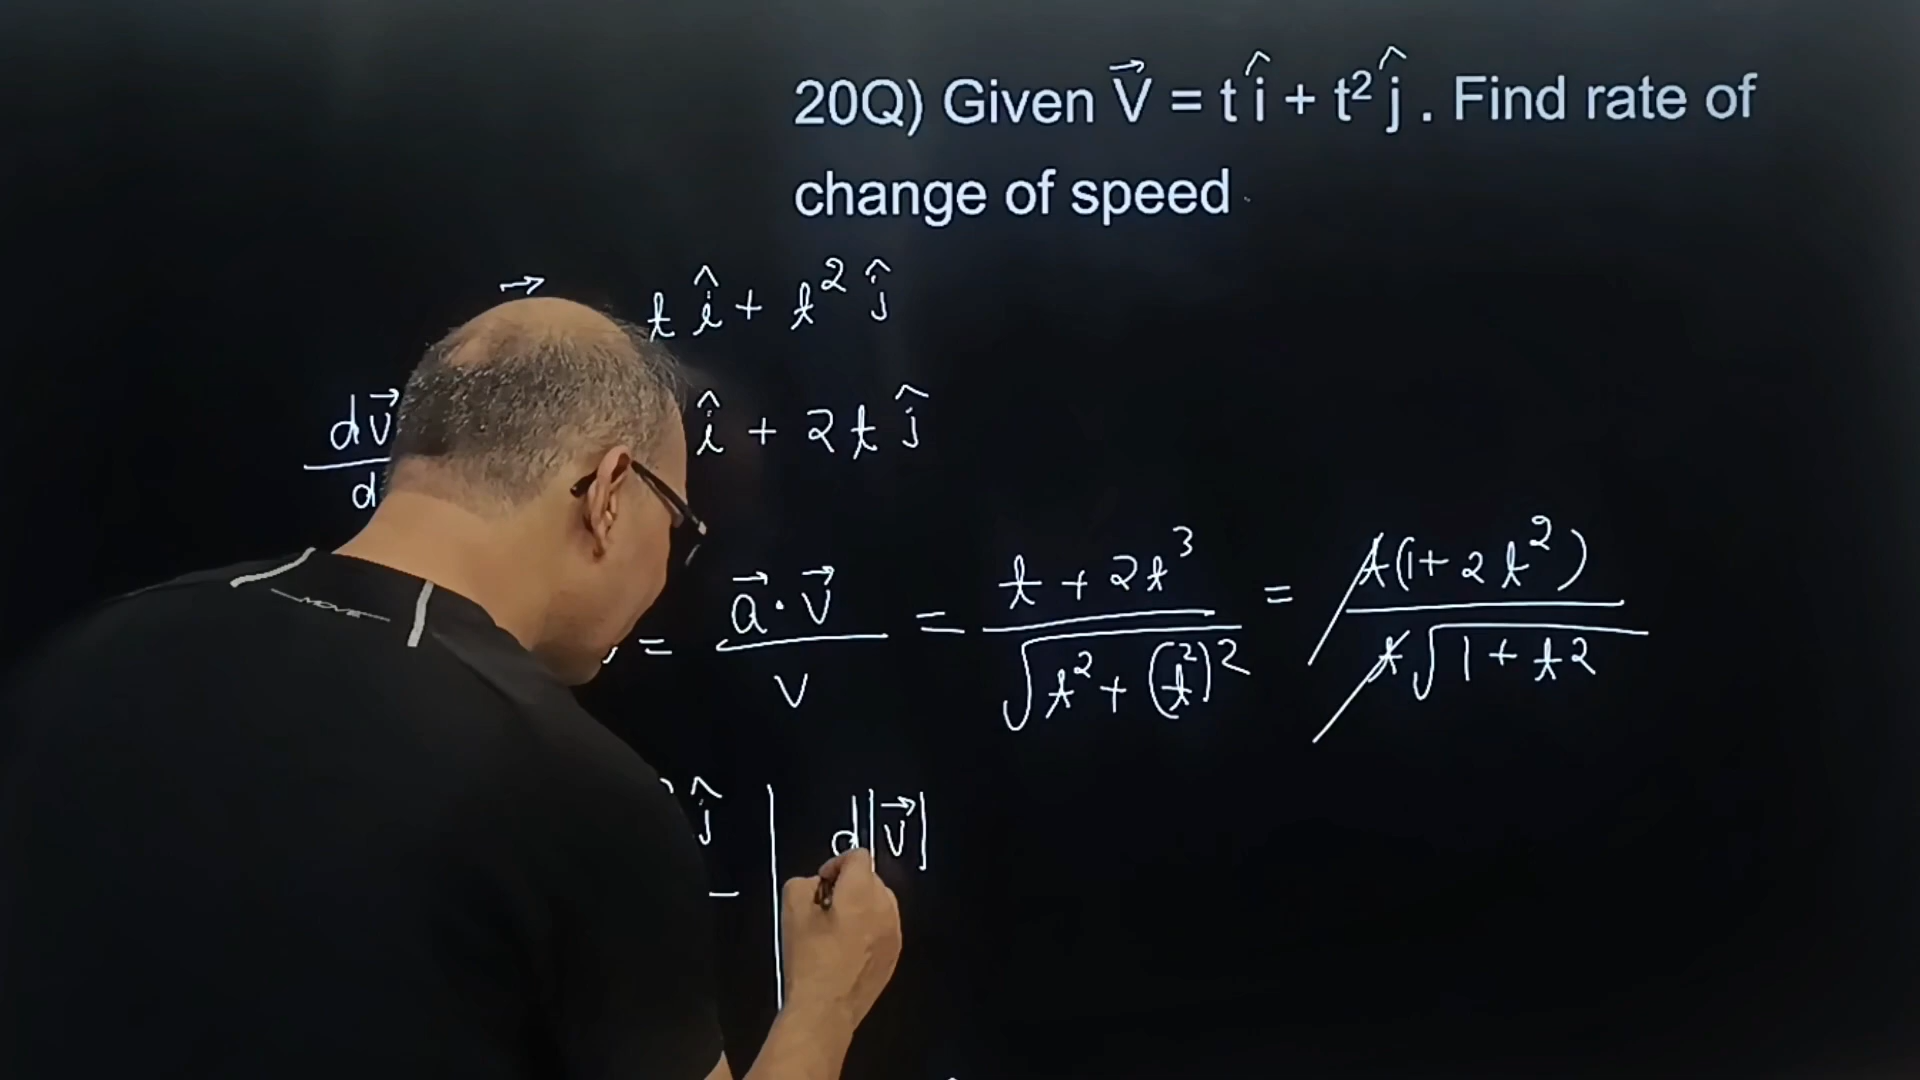 20Q) Given V⃗ = t î + t² ĵ . Find rate of
change of speed
t î + t² ĵ
dv⃗
d
î + 2t ĵ
= a⃗ · v⃗ / v = t + 2t³ / √(t² + (t²)²) = t(1 + 2t²) / t√(1 + t²)
ĵ | d|v⃗|
MOVE